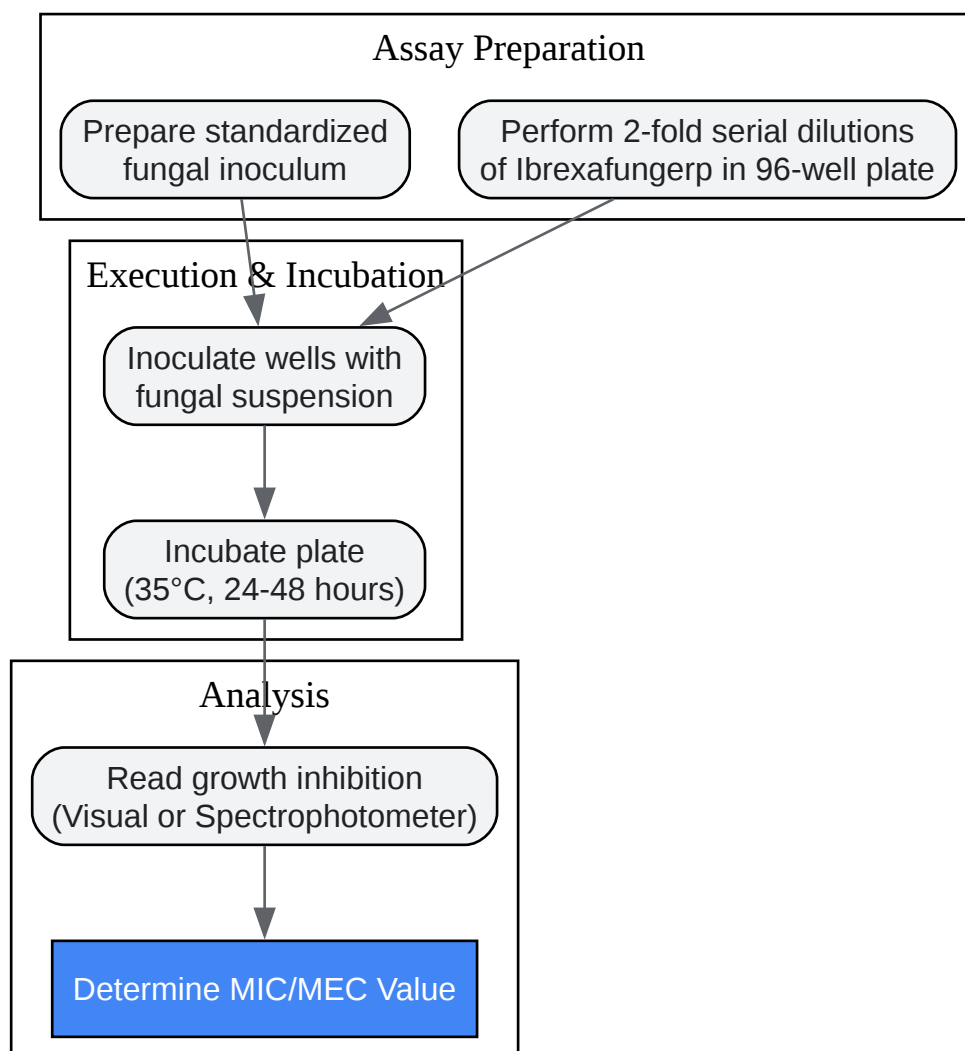 Assay Preparation
Prepare standardized
fungal inoculum
Perform 2-fold serial dilutions
of Ibrexafungerp in 96-well plate
Execution & Incubation
Inoculate wells with
fungal suspension
Incubate plate
(35°C, 24-48 hours)
Analysis
Read growth inhibition
(Visual or Spectrophotometer)
Determine MIC/MEC Value